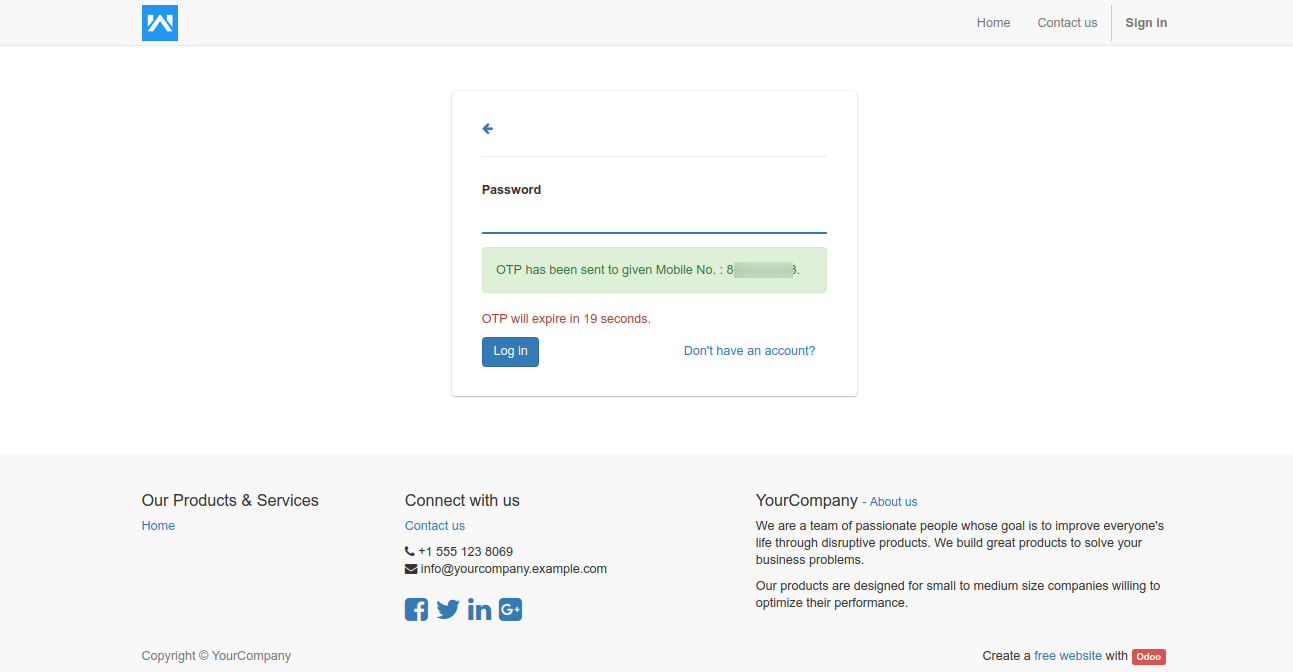 Home Contact us Sign in
Password
OTP has been sent to given Mobile No. : 8 3.
OTP will expire in 19 seconds.
Log in Don't have an account?
Our Products & Services
Home
Connect with us
Contact us
+1 555 123 8069
info@yourcompany.example.com
YourCompany - About us
We are a team of passionate people whose goal is to improve everyone's
life through disruptive products. We build great products to solve your
business problems.
Our products are designed for small to medium size companies willing to
optimize their performance.
Copyright © YourCompany
Create a free website with Odoo